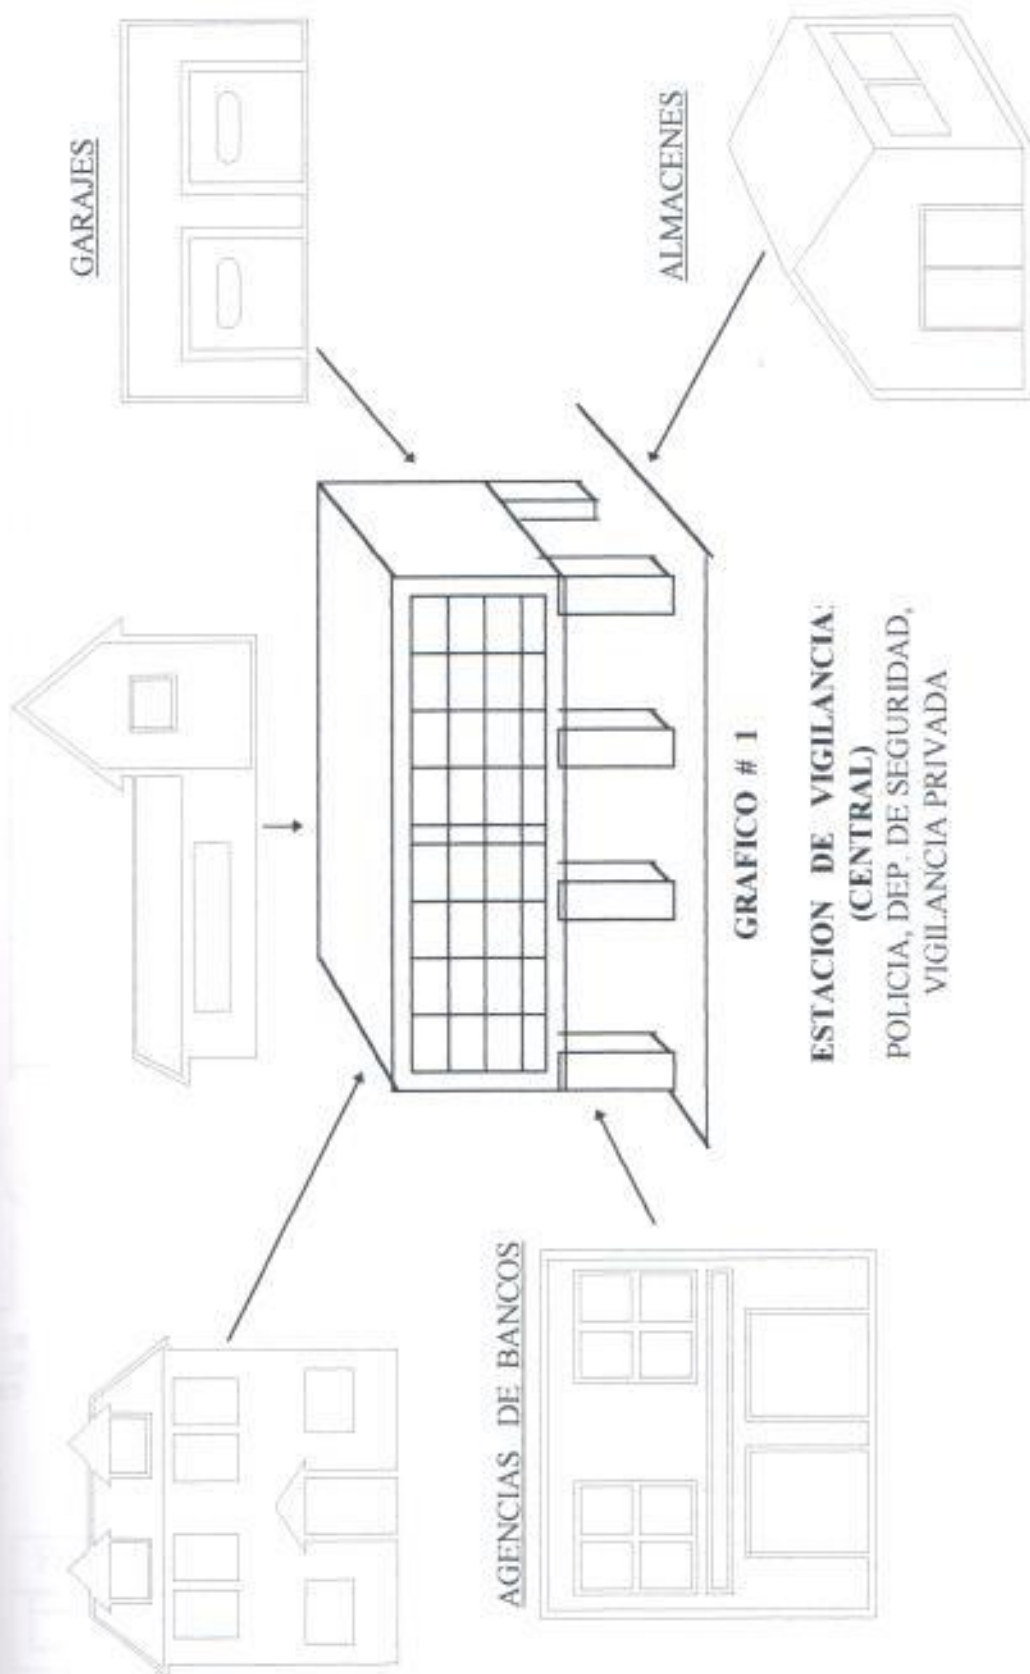 GARAJES
ALMACENES
AGENCIAS DE BANCOS
GRAFICO # 1
ESTACION DE VIGILANCIA:
(CENTRAL)
POLICIA, DEP. DE SEGURIDAD,
VIGILANCIA PRIVADA